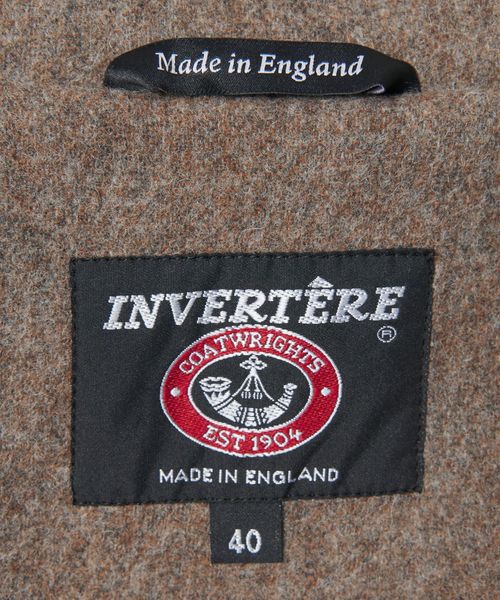 Made in England
INVERTÊRE
®
COATWRIGHTS
EST 1904
MADE IN ENGLAND
40